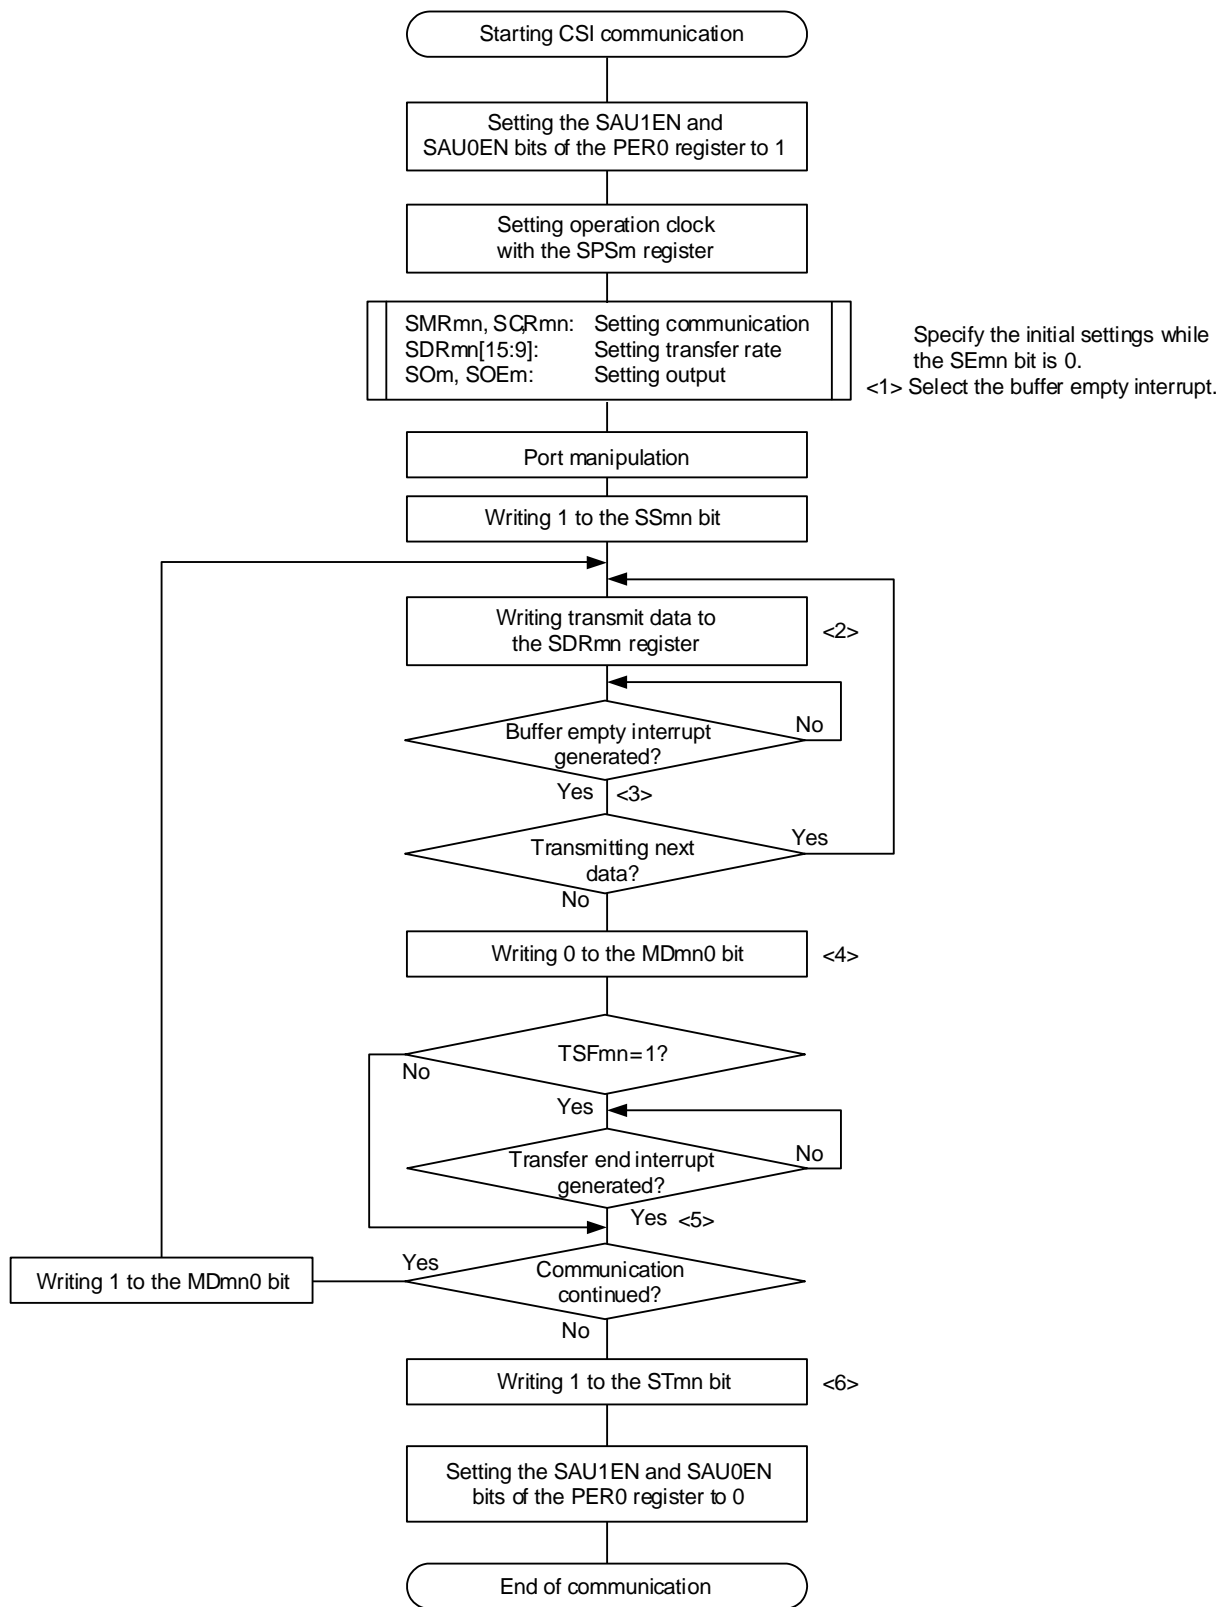 Starting CSI communication
Setting the SAU1EN and
SAU0EN bits of the PER0 register to 1
Setting operation clock
with the SPSm register
SMRmn, SCRmn: Setting communication
SDRmn[15:9]: Setting transfer rate
SOm, SOEm: Setting output
Specify the initial settings while
the SEmn bit is 0.
<1> Select the buffer empty interrupt.
Port manipulation
Writing 1 to the SSmn bit
Writing transmit data to
the SDRmn register
<2>
Buffer empty interrupt
generated?
No
Yes
<3>
Transmitting next
data?
Yes
No
Writing 0 to the MDmn0 bit
<4>
TSFmn=1?
No
Yes
Transfer end interrupt
generated?
No
Yes <5>
Communication
continued?
Yes
Writing 1 to the MDmn0 bit
No
Writing 1 to the STmn bit
<6>
Setting the SAU1EN and SAU0EN
bits of the PER0 register to 0
End of communication